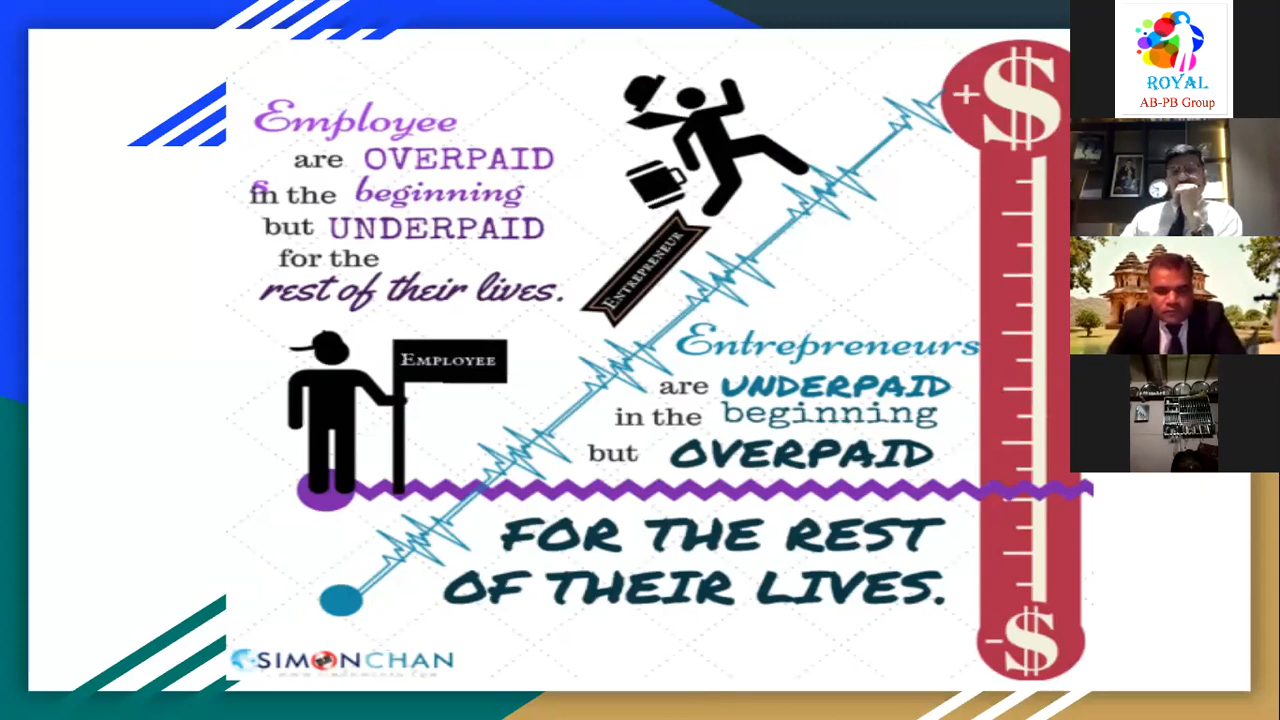 Employee
are OVERPAID
in the beginning
but UNDERPAID
for the
rest of their lives.
ENTREPRENEUR
EMPLOYEE
Entrepreneurs
are UNDERPAID
in the beginning
but OVERPAID
FOR THE REST
OF THEIR LIVES.
+$
-$
SIMONCHAN
ROYAL
AB-PB Group